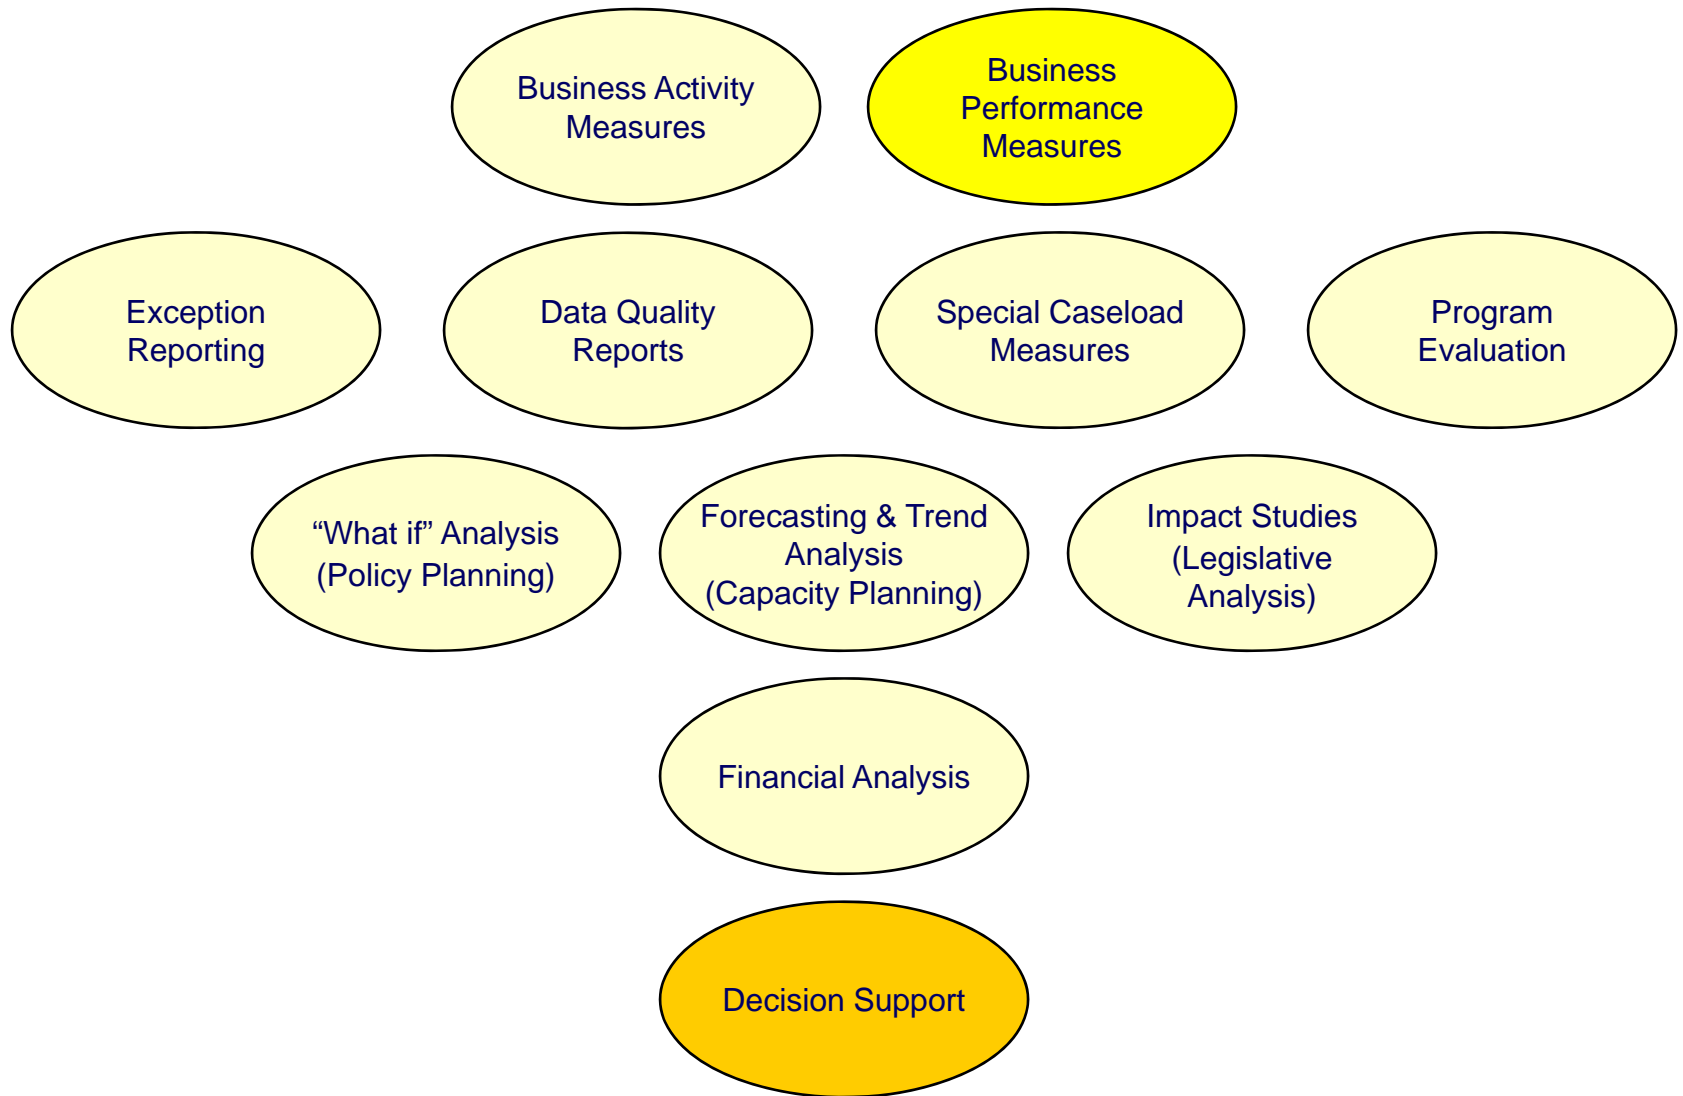 Business Activity
Measures
Business
Performance
Measures
Exception
Reporting
Data Quality
Reports
Special Caseload
Measures
Program
Evaluation
“What if” Analysis
(Policy Planning)
Forecasting & Trend
Analysis
(Capacity Planning)
Impact Studies
(Legislative
Analysis)
Financial Analysis
Decision Support